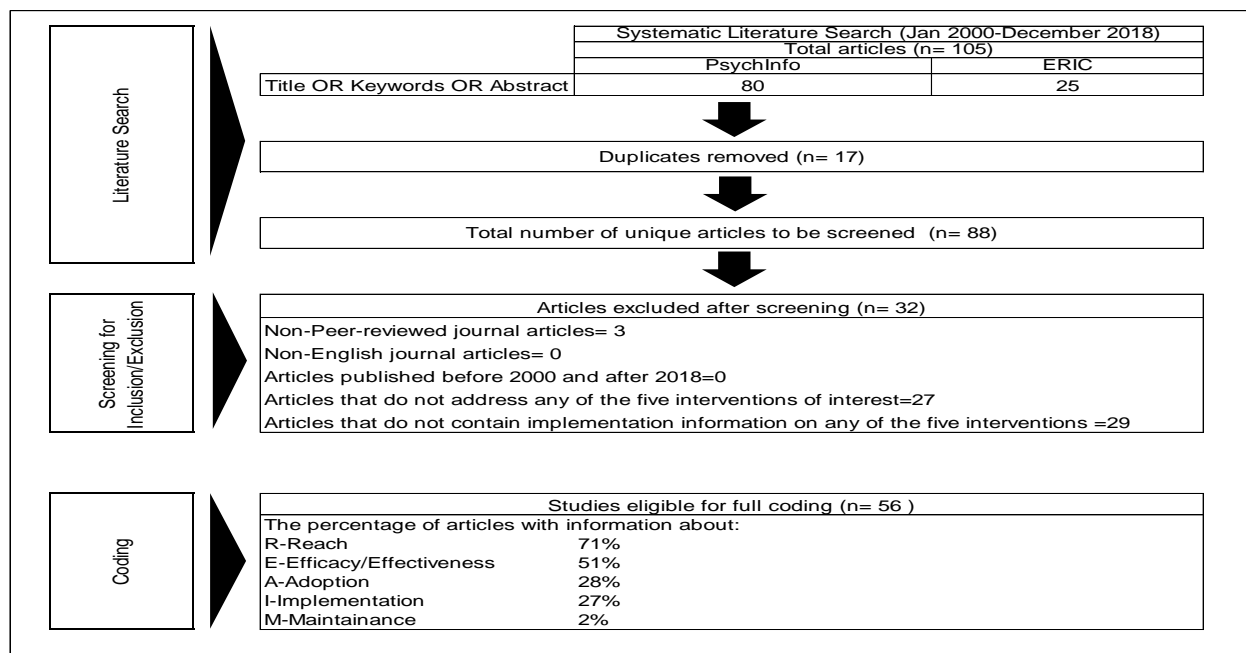 Literature Search
Systematic Literature Search (Jan 2000-December 2018)
Total articles (n= 105)
PsychInfo ERIC
Title OR Keywords OR Abstract 80 25
Duplicates removed (n= 17)
Total number of unique articles to be screened (n= 88)
Screening for
Inclusion/Exclusion
Articles excluded after screening (n= 32)
Non-Peer-reviewed journal articles= 3
Non-English journal articles= 0
Articles published before 2000 and after 2018=0
Articles that do not address any of the five interventions of interest=27
Articles that do not contain implementation information on any of the five interventions =29
Coding
Studies eligible for full coding (n= 56 )
The percentage of articles with information about:
R-Reach 71%
E-Efficacy/Effectiveness 51%
A-Adoption 28%
I-Implementation 27%
M-Maintainance 2%